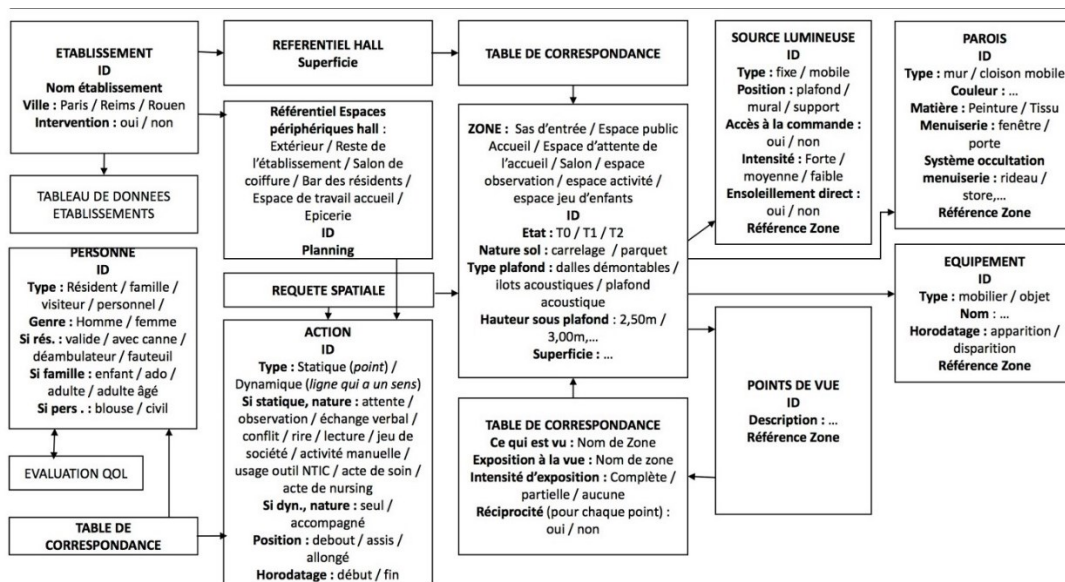 ETABLISSEMENT
ID
Nom établissement
Ville : Paris / Reims / Rouen
Intervention : oui / non
TABLEAU DE DONNEES
ETABLISSEMENTS
PERSONNE
ID
Type : Résident / famille /
visiteur / personnel /
Genre : Homme / femme
Si rés. : valide / avec canne /
déambulateur / fauteuil
Si famille : enfant / ado /
adulte / adulte âgé
Si pers . : blouse / civil
EVALUATION QOL
TABLE DE
CORRESPONDANCE
REFERENTIEL HALL
Superficie
Référentiel Espaces
périphériques hall :
Extérieur / Reste de
l'établissement / Salon de
coiffure / Bar des résidents /
Espace de travail accueil /
Epicerie
ID
Planning
REQUETE SPATIALE
ACTION
ID
Type : Statique (point) /
Dynamique (ligne qui a un sens)
Si statique, nature : attente /
observation / échange verbal /
conflit / rire / lecture / jeu de
société / activité manuelle /
usage outil NTIC / acte de soin /
acte de nursing
Si dyn., nature : seul /
accompagné
Position : debout / assis /
allongé
Horodatage : début / fin
TABLE DE CORRESPONDANCE
ZONE : Sas d'entrée / Espace public
Accueil / Espace d'attente de
l'accueil / Salon / espace
observation / espace activité /
espace jeu d'enfants
ID
Etat : T0 / T1 / T2
Nature sol : carrelage / parquet
Type plafond : dalles démontables /
ilots acoustiques / plafond
acoustique
Hauteur sous plafond : 2,50m /
3,00m,...
Superficie : ...
TABLE DE CORRESPONDANCE
Ce qui est vu : Nom de Zone
Exposition à la vue : Nom de zone
Intensité d'exposition : Complète /
partielle / aucune
Réciprocité (pour chaque point) :
oui / non
SOURCE LUMINEUSE
ID
Type : fixe / mobile
Position : plafond /
mural / support
Accès à la commande :
oui / non
Intensité : Forte /
moyenne / faible
Ensoleillement direct :
oui / non
Référence Zone
POINTS DE VUE
ID
Description : ...
Référence Zone
PAROIS
ID
Type : mur / cloison mobile
Couleur : ...
Matière : Peinture / Tissu
Menuiserie : fenêtre /
porte
Système occultation
menuiserie : rideau /
store,...
Référence Zone
EQUIPEMENT
ID
Type : mobilier / objet
Nom : ...
Horodatage : apparition /
disparition
Référence Zone